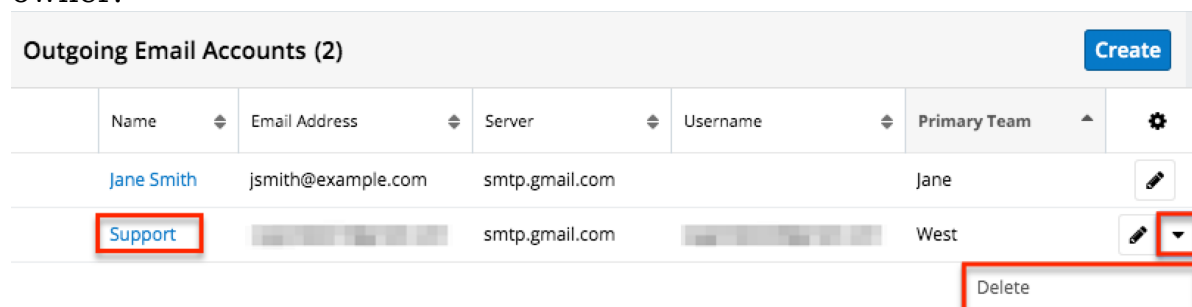 Outgoing Email Accounts (2)
Create
Name Email Address Server Username Primary Team
Jane Smith jsmith@example.com smtp.gmail.com Jane
Support smtp.gmail.com West
Delete